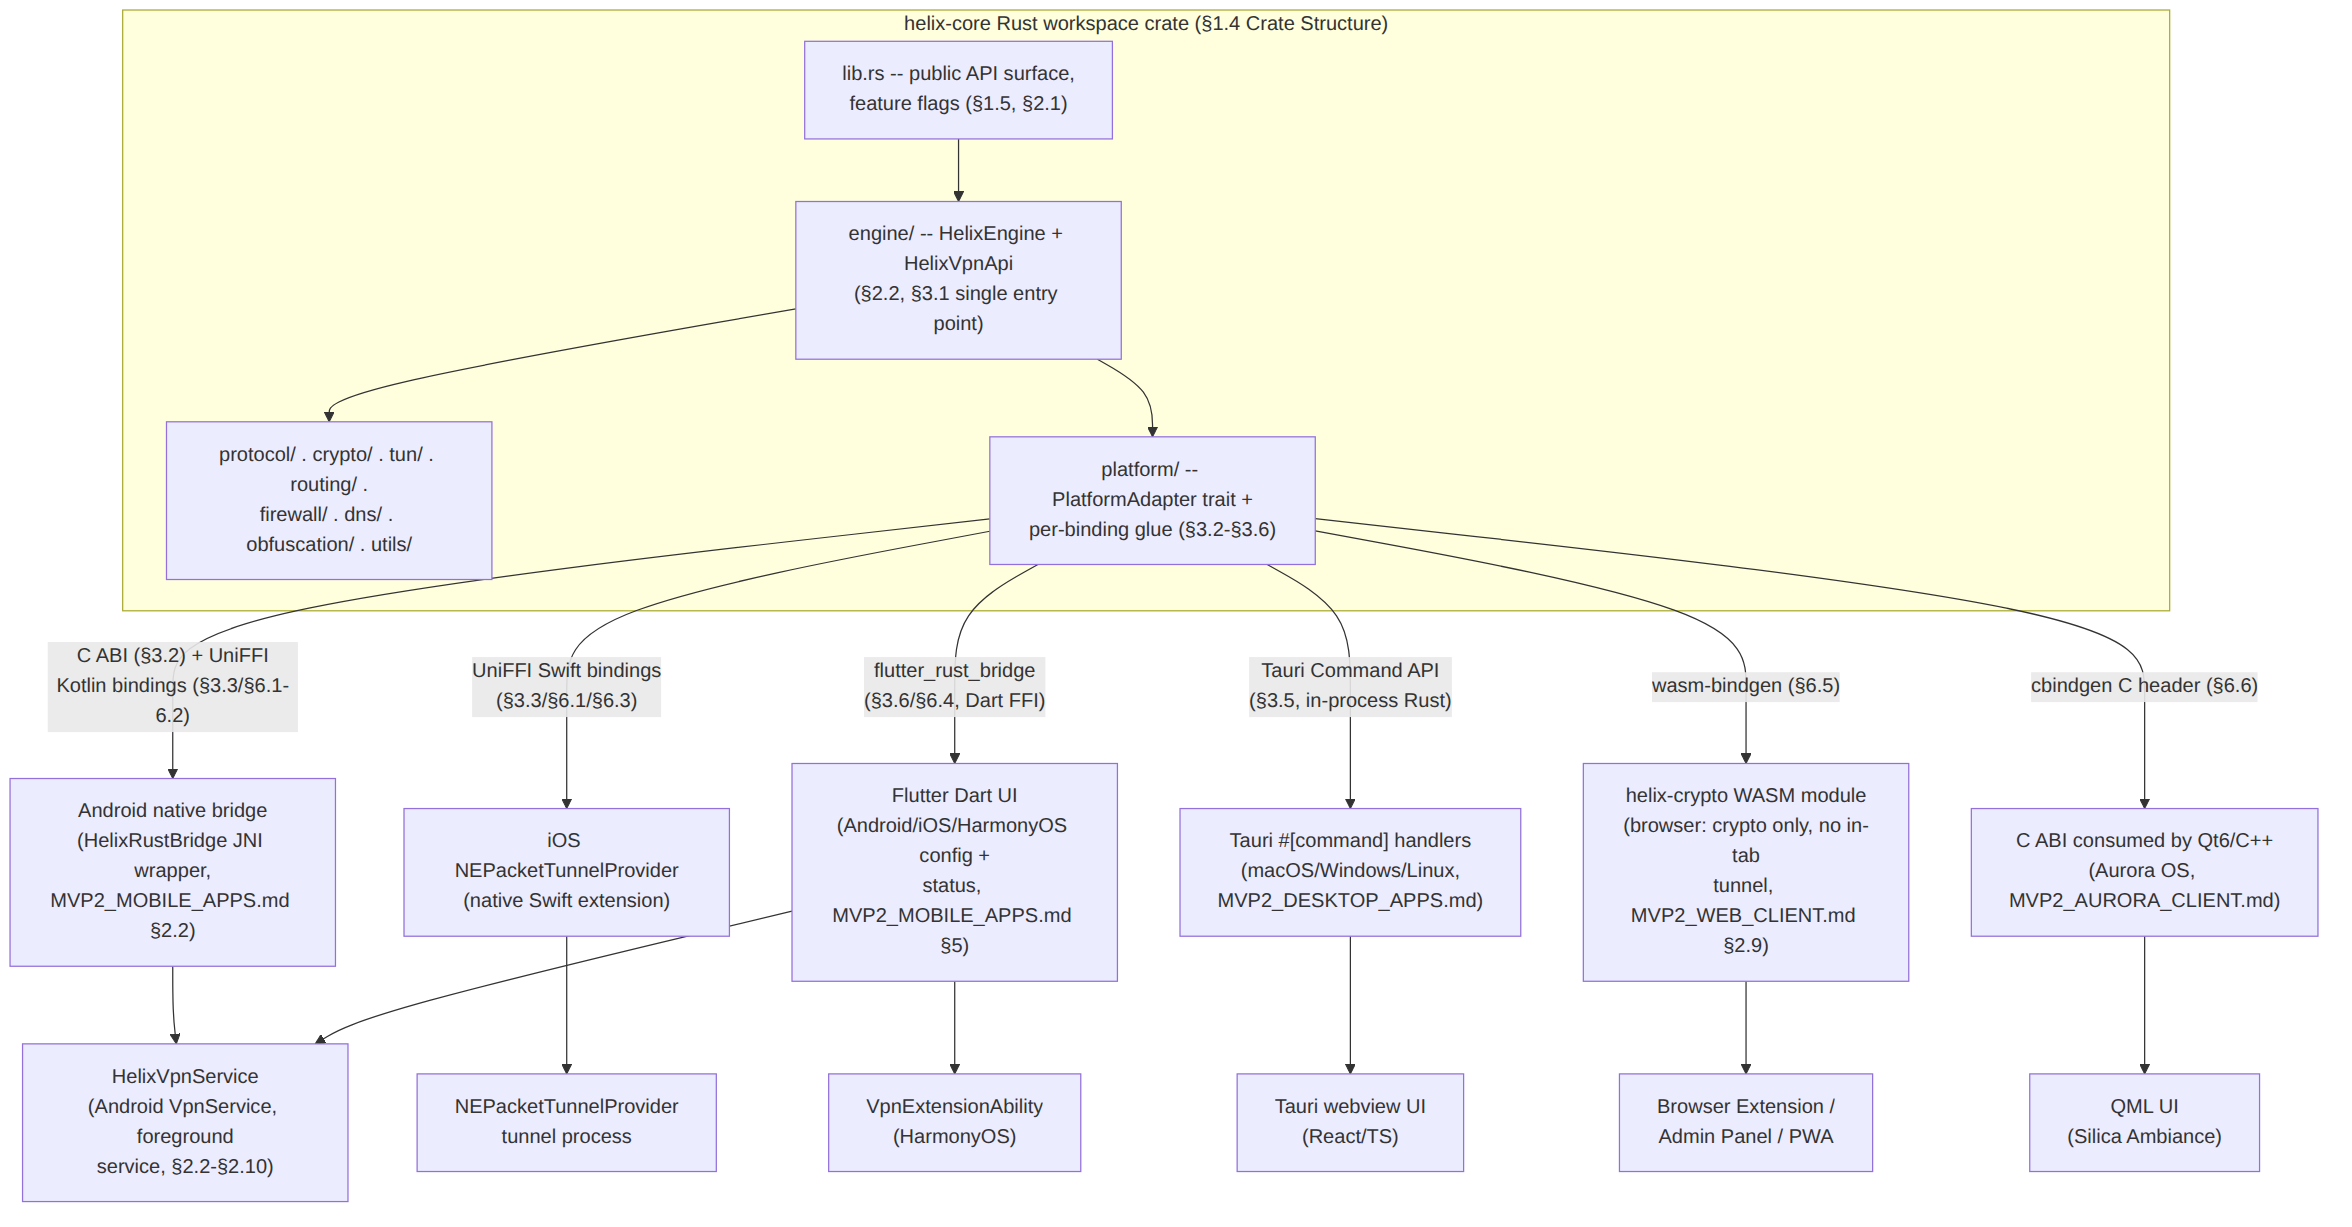 helix-core Rust workspace crate (§1.4 Crate Structure)
lib.rs -- public API surface,
feature flags (§1.5, §2.1)
engine/ -- HelixEngine +
HelixVpnApi
(§2.2, §3.1 single entry
point)
protocol/ . crypto/ . tun/ .
routing/ .
firewall/ . dns/ .
obfuscation/ . utils/
platform/ --
PlatformAdapter trait +
per-binding glue (§3.2-§3.6)
C ABI (§3.2) + UniFFI
Kotlin bindings (§3.3/§6.1-
6.2)
UniFFI Swift bindings
(§3.3/§6.1/§6.3)
flutter_rust_bridge
(§3.6/§6.4, Dart FFI)
Tauri Command API
(§3.5, in-process Rust)
wasm-bindgen (§6.5)
cbindgen C header (§6.6)
Android native bridge
(HelixRustBridge JNI
wrapper,
MVP2_MOBILE_APPS.md
§2.2)
iOS
NEPacketTunnelProvider
(native Swift extension)
Flutter Dart UI
(Android/iOS/HarmonyOS
config +
status,
MVP2_MOBILE_APPS.md
§5)
Tauri #[command] handlers
(macOS/Windows/Linux,
MVP2_DESKTOP_APPS.md)
helix-crypto WASM module
(browser: crypto only, no in-
tab
tunnel,
MVP2_WEB_CLIENT.md
§2.9)
C ABI consumed by Qt6/C++
(Aurora OS,
MVP2_AURORA_CLIENT.md)
HelixVpnService
(Android VpnService,
foreground
service, §2.2-§2.10)
NEPacketTunnelProvider
tunnel process
VpnExtensionAbility
(HarmonyOS)
Tauri webview UI
(React/TS)
Browser Extension /
Admin Panel / PWA
QML UI
(Silica Ambiance)